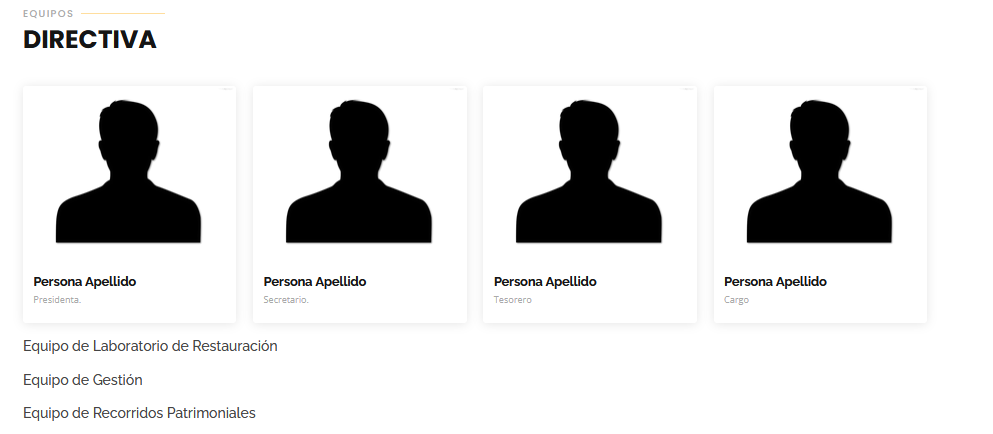 EQUIPOS
DIRECTIVA
Persona Apellido
Presidenta.
Persona Apellido
Secretario.
Persona Apellido
Tesorero
Persona Apellido
Cargo
Equipo de Laboratorio de Restauración
Equipo de Gestión
Equipo de Recorridos Patrimoniales